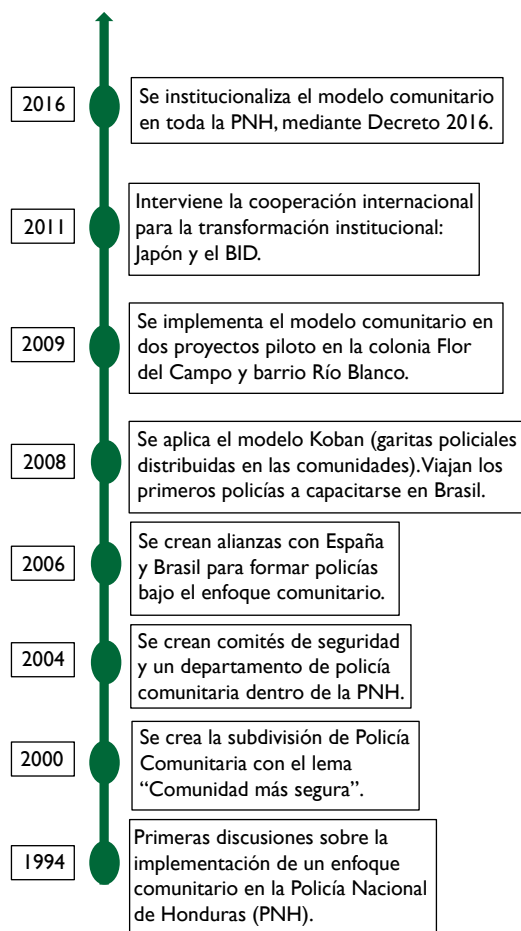 2016
Se institucionaliza el modelo comunitario
en toda la PNH, mediante Decreto 2016.
2011
Interviene la cooperación internacional
para la transformación institucional:
Japón y el BID.
2009
Se implementa el modelo comunitario en
dos proyectos piloto en la colonia Flor
del Campo y barrio Río Blanco.
2008
Se aplica el modelo Koban (garitas policiales
distribuidas en las comunidades). Viajan los
primeros policías a capacitarse en Brasil.
2006
Se crean alianzas con España
y Brasil para formar policías
bajo el enfoque comunitario.
2004
Se crean comités de seguridad
y un departamento de policía
comunitaria dentro de la PNH.
2000
Se crea la subdivisión de Policía
Comunitaria con el lema
“Comunidad más segura”.
1994
Primeras discusiones sobre la
implementación de un enfoque
comunitario en la Policía Nacional
de Honduras (PNH).